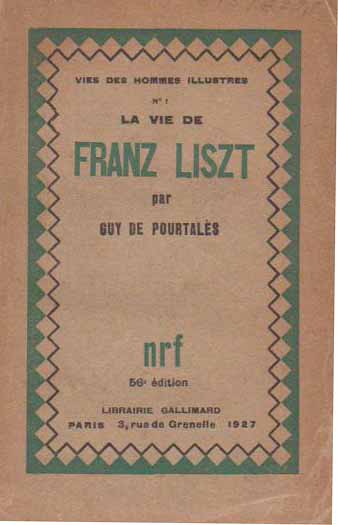 VIES DES HOMMES ILLUSTRES
N° 1
LA VIE DE
FRANZ LISZT
par
GUY DE POURTALÈS
nrf
56e édition
LIBRAIRIE GALLIMARD
PARIS 3, rue de Grenelle 1927